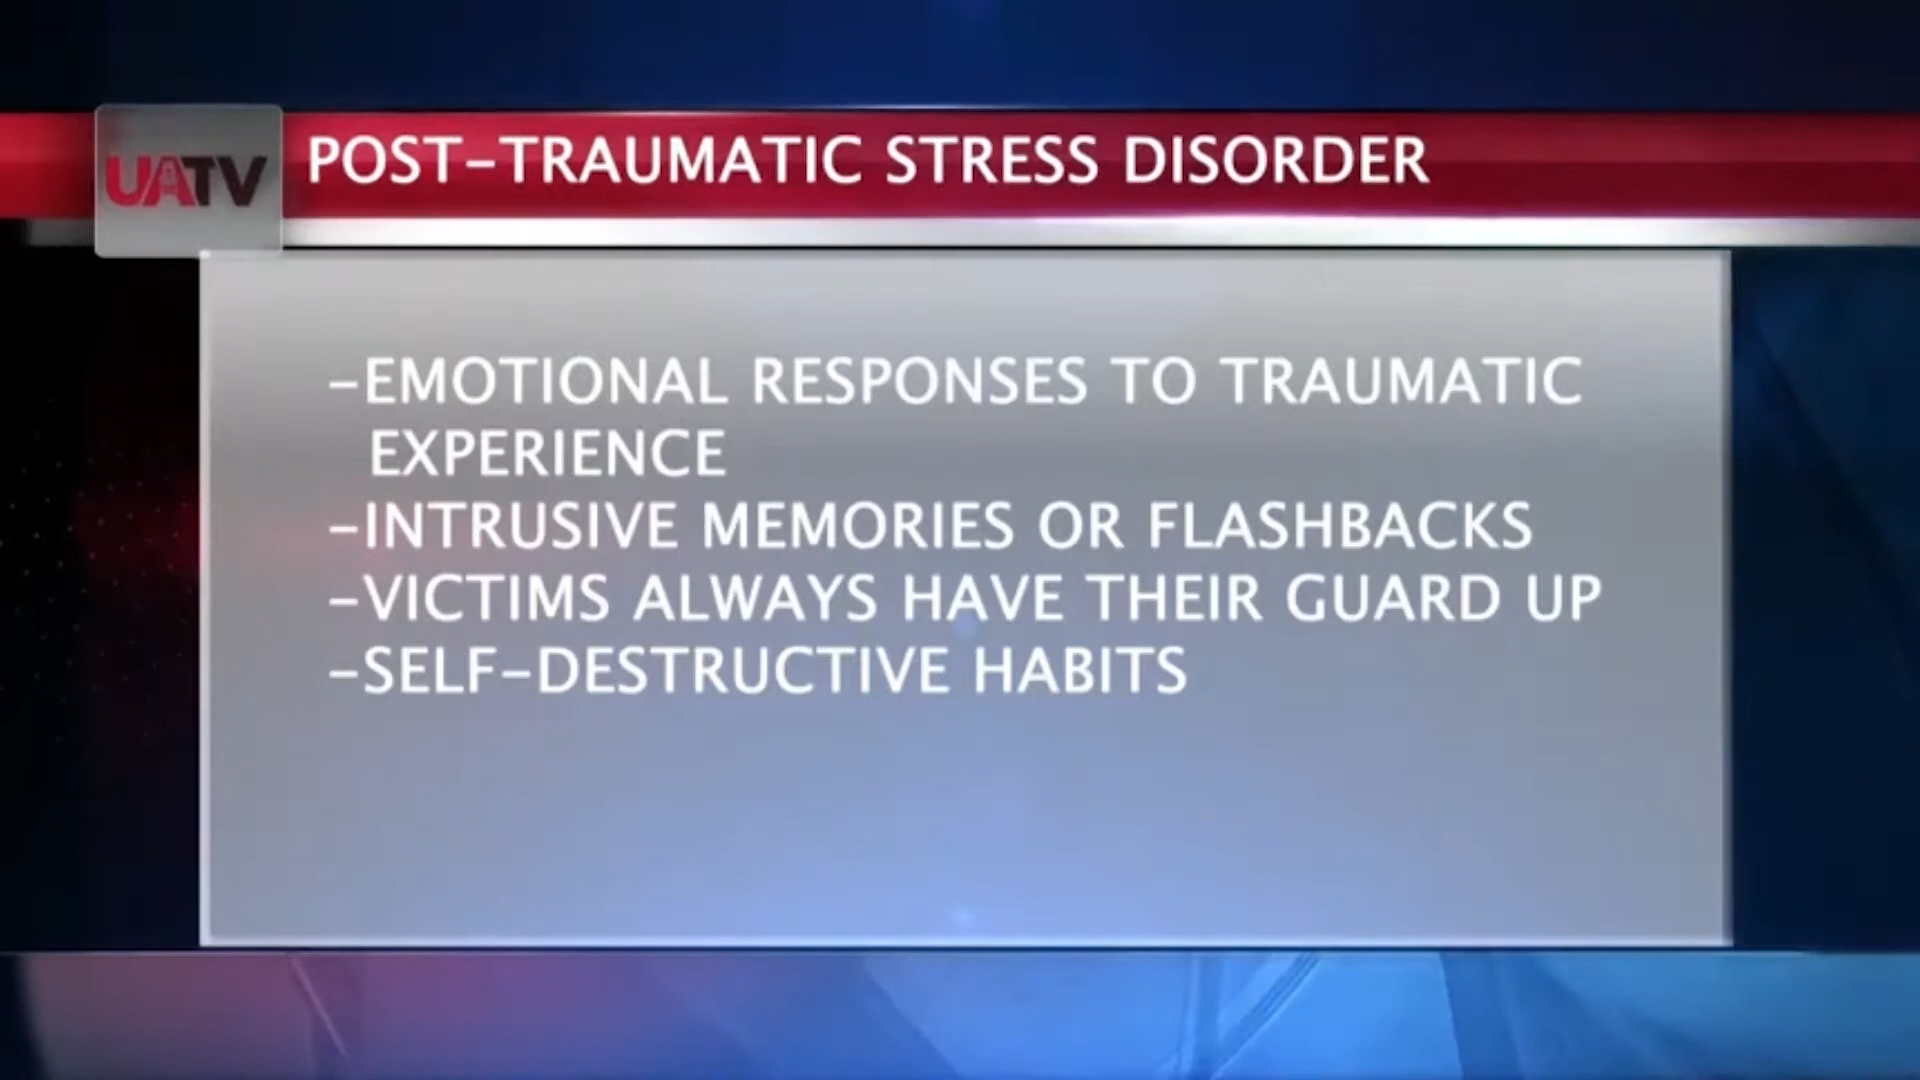 UATV
POST-TRAUMATIC STRESS DISORDER
-EMOTIONAL RESPONSES TO TRAUMATIC
EXPERIENCE
-INTRUSIVE MEMORIES OR FLASHBACKS
-VICTIMS ALWAYS HAVE THEIR GUARD UP
-SELF-DESTRUCTIVE HABITS